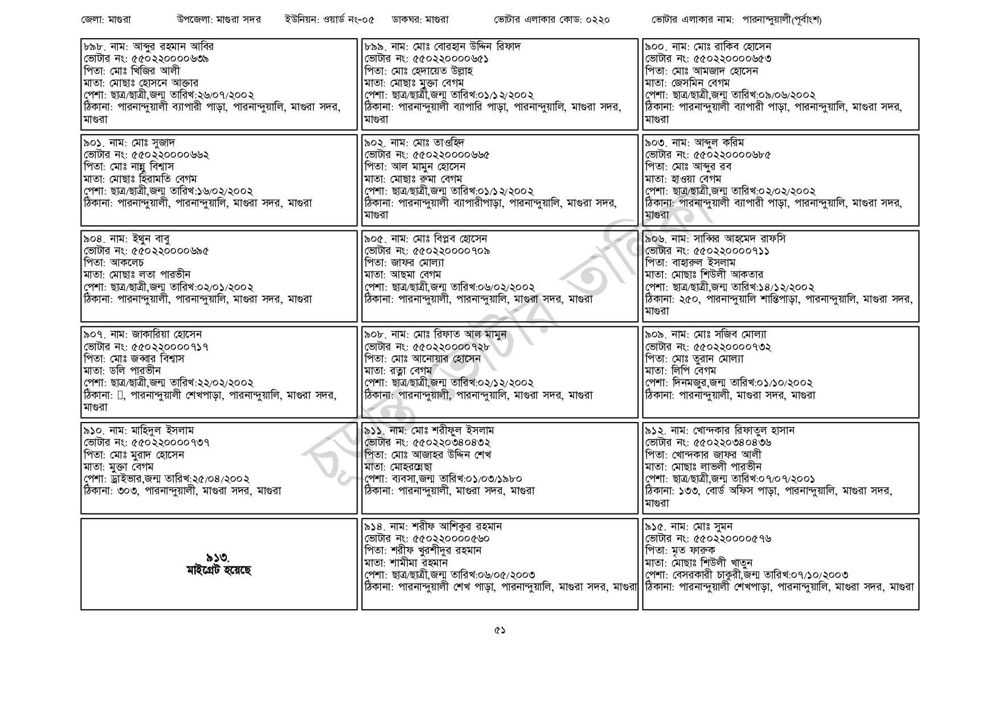 জেলা: মাগুরা উপজেলা: মাগুরা সদর ইউনিয়ন: ওয়ার্ড নং-০৫ ডাকঘর: মাগুরা ভোটার এলাকার কোড: ০২২০ ভোটার এলাকার নাম: পারনান্দুয়ালী(পূর্বাংশ)
৮৯৮. নাম: আব্দুর রহমান আবির
ভোটার নং: ৫৫০২২০০০০৬৩৯
পিতা: মোঃ খিজির আলী
মাতা: মোছাঃ হোসনে আক্তার
পেশা: ছাত্র/ছাত্রী,জন্ম তারিখ:২৬/০৭/২০০২
ঠিকানা: পারনান্দুয়ালী ব্যাপারী পাড়া, পারনান্দুয়ালি, মাগুরা সদর,
মাগুরা
৮৯৯. নাম: মোঃ বোরহান উদ্দিন রিফাদ
ভোটার নং: ৫৫০২২০০০০৬৫১
পিতা: মোঃ হেদায়েত উল্লাহ
মাতা: মোছাঃ মুক্তা বেগম
পেশা: ছাত্র/ছাত্রী,জন্ম তারিখ:০১/১২/২০০২
ঠিকানা: পারনান্দুয়ালী ব্যাপারি পাড়া, পারনান্দুয়ালি, মাগুরা সদর,
মাগুরা
৯০০. নাম: মোঃ রাকিব হোসেন
ভোটার নং: ৫৫০২২০০০০৬৫৩
পিতা: মোঃ আমজাদ হোসেন
মাতা: জেসমিন বেগম
পেশা: ছাত্র/ছাত্রী,জন্ম তারিখ:০৯/০৬/২০০২
ঠিকানা: পারনান্দুয়ালী ব্যাপারী পাড়া, পারনান্দুয়ালি, মাগুরা সদর,
মাগুরা
৯০১. নাম: মোঃ সুজাদ
ভোটার নং: ৫৫০২২০০০০৬৬২
পিতা: মোঃ নান্নু বিশ্বাস
মাতা: মোছাঃ হিরামতি বেগম
পেশা: ছাত্র/ছাত্রী,জন্ম তারিখ:১৬/০২/২০০২
ঠিকানা: পারনান্দুয়ালী, পারনান্দুয়ালি, মাগুরা সদর, মাগুরা
৯০২. নাম: মোঃ তাওহিদ
ভোটার নং: ৫৫০২২০০০০৬৬৫
পিতা: আল মামুন হোসেন
মাতা: মোছাঃ রুমা বেগম
পেশা: ছাত্র/ছাত্রী,জন্ম তারিখ:০১/১২/২০০২
ঠিকানা: পারনান্দুয়ালী ব্যাপারীপাড়া, পারনান্দুয়ালি, মাগুরা সদর,
মাগুরা
৯০৩. নাম: আব্দুল করিম
ভোটার নং: ৫৫০২২০০০০৬৮৫
পিতা: মোঃ আব্দুর রব
মাতা: হাওয়া বেগম
পেশা: ছাত্র/ছাত্রী,জন্ম তারিখ:০২/০২/২০০২
ঠিকানা: পারনান্দুয়ালী ব্যাপারী পাড়া, পারনান্দুয়ালি, মাগুরা সদর,
মাগুরা
৯০৪. নাম: ইথুন বাবু
ভোটার নং: ৫৫০২২০০০০৬৯৫
পিতা: আকলেচ
মাতা: মোছাঃ লতা পারভীন
পেশা: ছাত্র/ছাত্রী,জন্ম তারিখ:০২/০১/২০০২
ঠিকানা: পারনান্দুয়ালী, পারনান্দুয়ালি, মাগুরা সদর, মাগুরা
৯০৫. নাম: মোঃ বিপ্লব হোসেন
ভোটার নং: ৫৫০২২০০০০৭০৯
পিতা: জাফর মোল্যা
মাতা: আছমা বেগম
পেশা: ছাত্র/ছাত্রী,জন্ম তারিখ:০৬/০২/২০০২
ঠিকানা: পারনান্দুয়ালী, পারনান্দুয়ালি, মাগুরা সদর, মাগুরা
৯০৬. নাম: সাব্বির আহমেদ রাফসি
ভোটার নং: ৫৫০২২০০০০৭১১
পিতা: বাহারুল ইসলাম
মাতা: মোছাঃ শিউলী আকতার
পেশা: ছাত্র/ছাত্রী,জন্ম তারিখ:১৪/১২/২০০২
ঠিকানা: ২৫০, পারনান্দুয়ালি শান্তিপাড়া, পারনান্দুয়ালি, মাগুরা সদর,
মাগুরা
৯০৭. নাম: জাকারিয়া হোসেন
ভোটার নং: ৫৫০২২০০০০৭১৭
পিতা: মোঃ জব্বার বিশ্বাস
মাতা: ডলি পারভীন
পেশা: ছাত্র/ছাত্রী,জন্ম তারিখ:২২/০২/২০০২
ঠিকানা: , পারনান্দুয়ালী শেখপাড়া, পারনান্দুয়ালি, মাগুরা সদর,
মাগুরা
৯০৮. নাম: মোঃ রিফাত আল মামুন
ভোটার নং: ৫৫০২২০০০০৭২৮
পিতা: মোঃ আনোয়ার হোসেন
মাতা: রত্না বেগম
পেশা: ছাত্র/ছাত্রী,জন্ম তারিখ:০২/১২/২০০২
ঠিকানা: পারনান্দুয়ালী, পারনান্দুয়ালি, মাগুরা সদর, মাগুরা
৯০৯. নাম: মোঃ সজিব মোল্যা
ভোটার নং: ৫৫০২২০০০০৭৩২
পিতা: মোঃ তুরান মোল্যা
মাতা: লিপি বেগম
পেশা: দিনমজুর,জন্ম তারিখ:০১/১০/২০০২
ঠিকানা: পারনান্দুয়ালী, মাগুরা সদর, মাগুরা
৯১০. নাম: মাহিদুল ইসলাম
ভোটার নং: ৫৫০২২০০০০৭৩৭
পিতা: মোঃ মুরাদ হোসেন
মাতা: মুক্তা বেগম
পেশা: ড্রাইভার,জন্ম তারিখ:২৫/০৪/২০০২
ঠিকানা: ৩০৩, পারনান্দুয়ালী, মাগুরা সদর, মাগুরা
৯১১. নাম: মোঃ শরীফুল ইসলাম
ভোটার নং: ৫৫০২২০৩৪০৪৩২
পিতা: মোঃ আজাহর উদ্দিন শেখ
মাতা: মোহরন্নেছা
পেশা: ব্যবসা,জন্ম তারিখ:০১/০৩/১৯৮০
ঠিকানা: পারনান্দুয়ালী, মাগুরা সদর, মাগুরা
৯১২. নাম: খোন্দকার রিফাতুল হাসান
ভোটার নং: ৫৫০২২০৩৪০৪৩৬
পিতা: খোন্দকার জাফর আলী
মাতা: মোছাঃ লাভলী পারভীন
পেশা: ছাত্র/ছাত্রী,জন্ম তারিখ:০৭/০৭/২০০১
ঠিকানা: ১৩৩, বোর্ড অফিস পাড়া, পারনান্দুয়ালি, মাগুরা সদর,
মাগুরা
৯১৩.
মাইগ্রেট হয়েছে
৯১৪. নাম: শরীফ আশিকুর রহমান
ভোটার নং: ৫৫০২২০০০০৫৬০
পিতা: শরীফ খুরশীদুর রহমান
মাতা: শামীমা রহমান
পেশা: ছাত্র/ছাত্রী,জন্ম তারিখ:০৬/০৫/২০০৩
ঠিকানা: পারনান্দুয়ালী শেখ পাড়া, পারনান্দুয়ালি, মাগুরা সদর, মাগুরা
৯১৫. নাম: মোঃ সুমন
ভোটার নং: ৫৫০২২০০০০৫৭৬
পিতা: মৃত ফারুক
মাতা: মোছাঃ শিউলী খাতুন
পেশা: বেসরকারী চাকুরী,জন্ম তারিখ:০৭/১০/২০০৩
ঠিকানা: পারনান্দুয়ালী শেখপাড়া, পারনান্দুয়ালি, মাগুরা সদর, মাগুরা
চূড়ান্ত ভোটার তালিকা
৫১